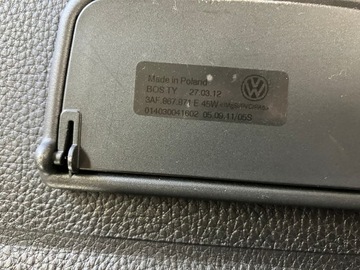 Made in Poland
BOS TY 27.03.12
3AF.867.871 E 45W
014030041602 05.09.11/05S